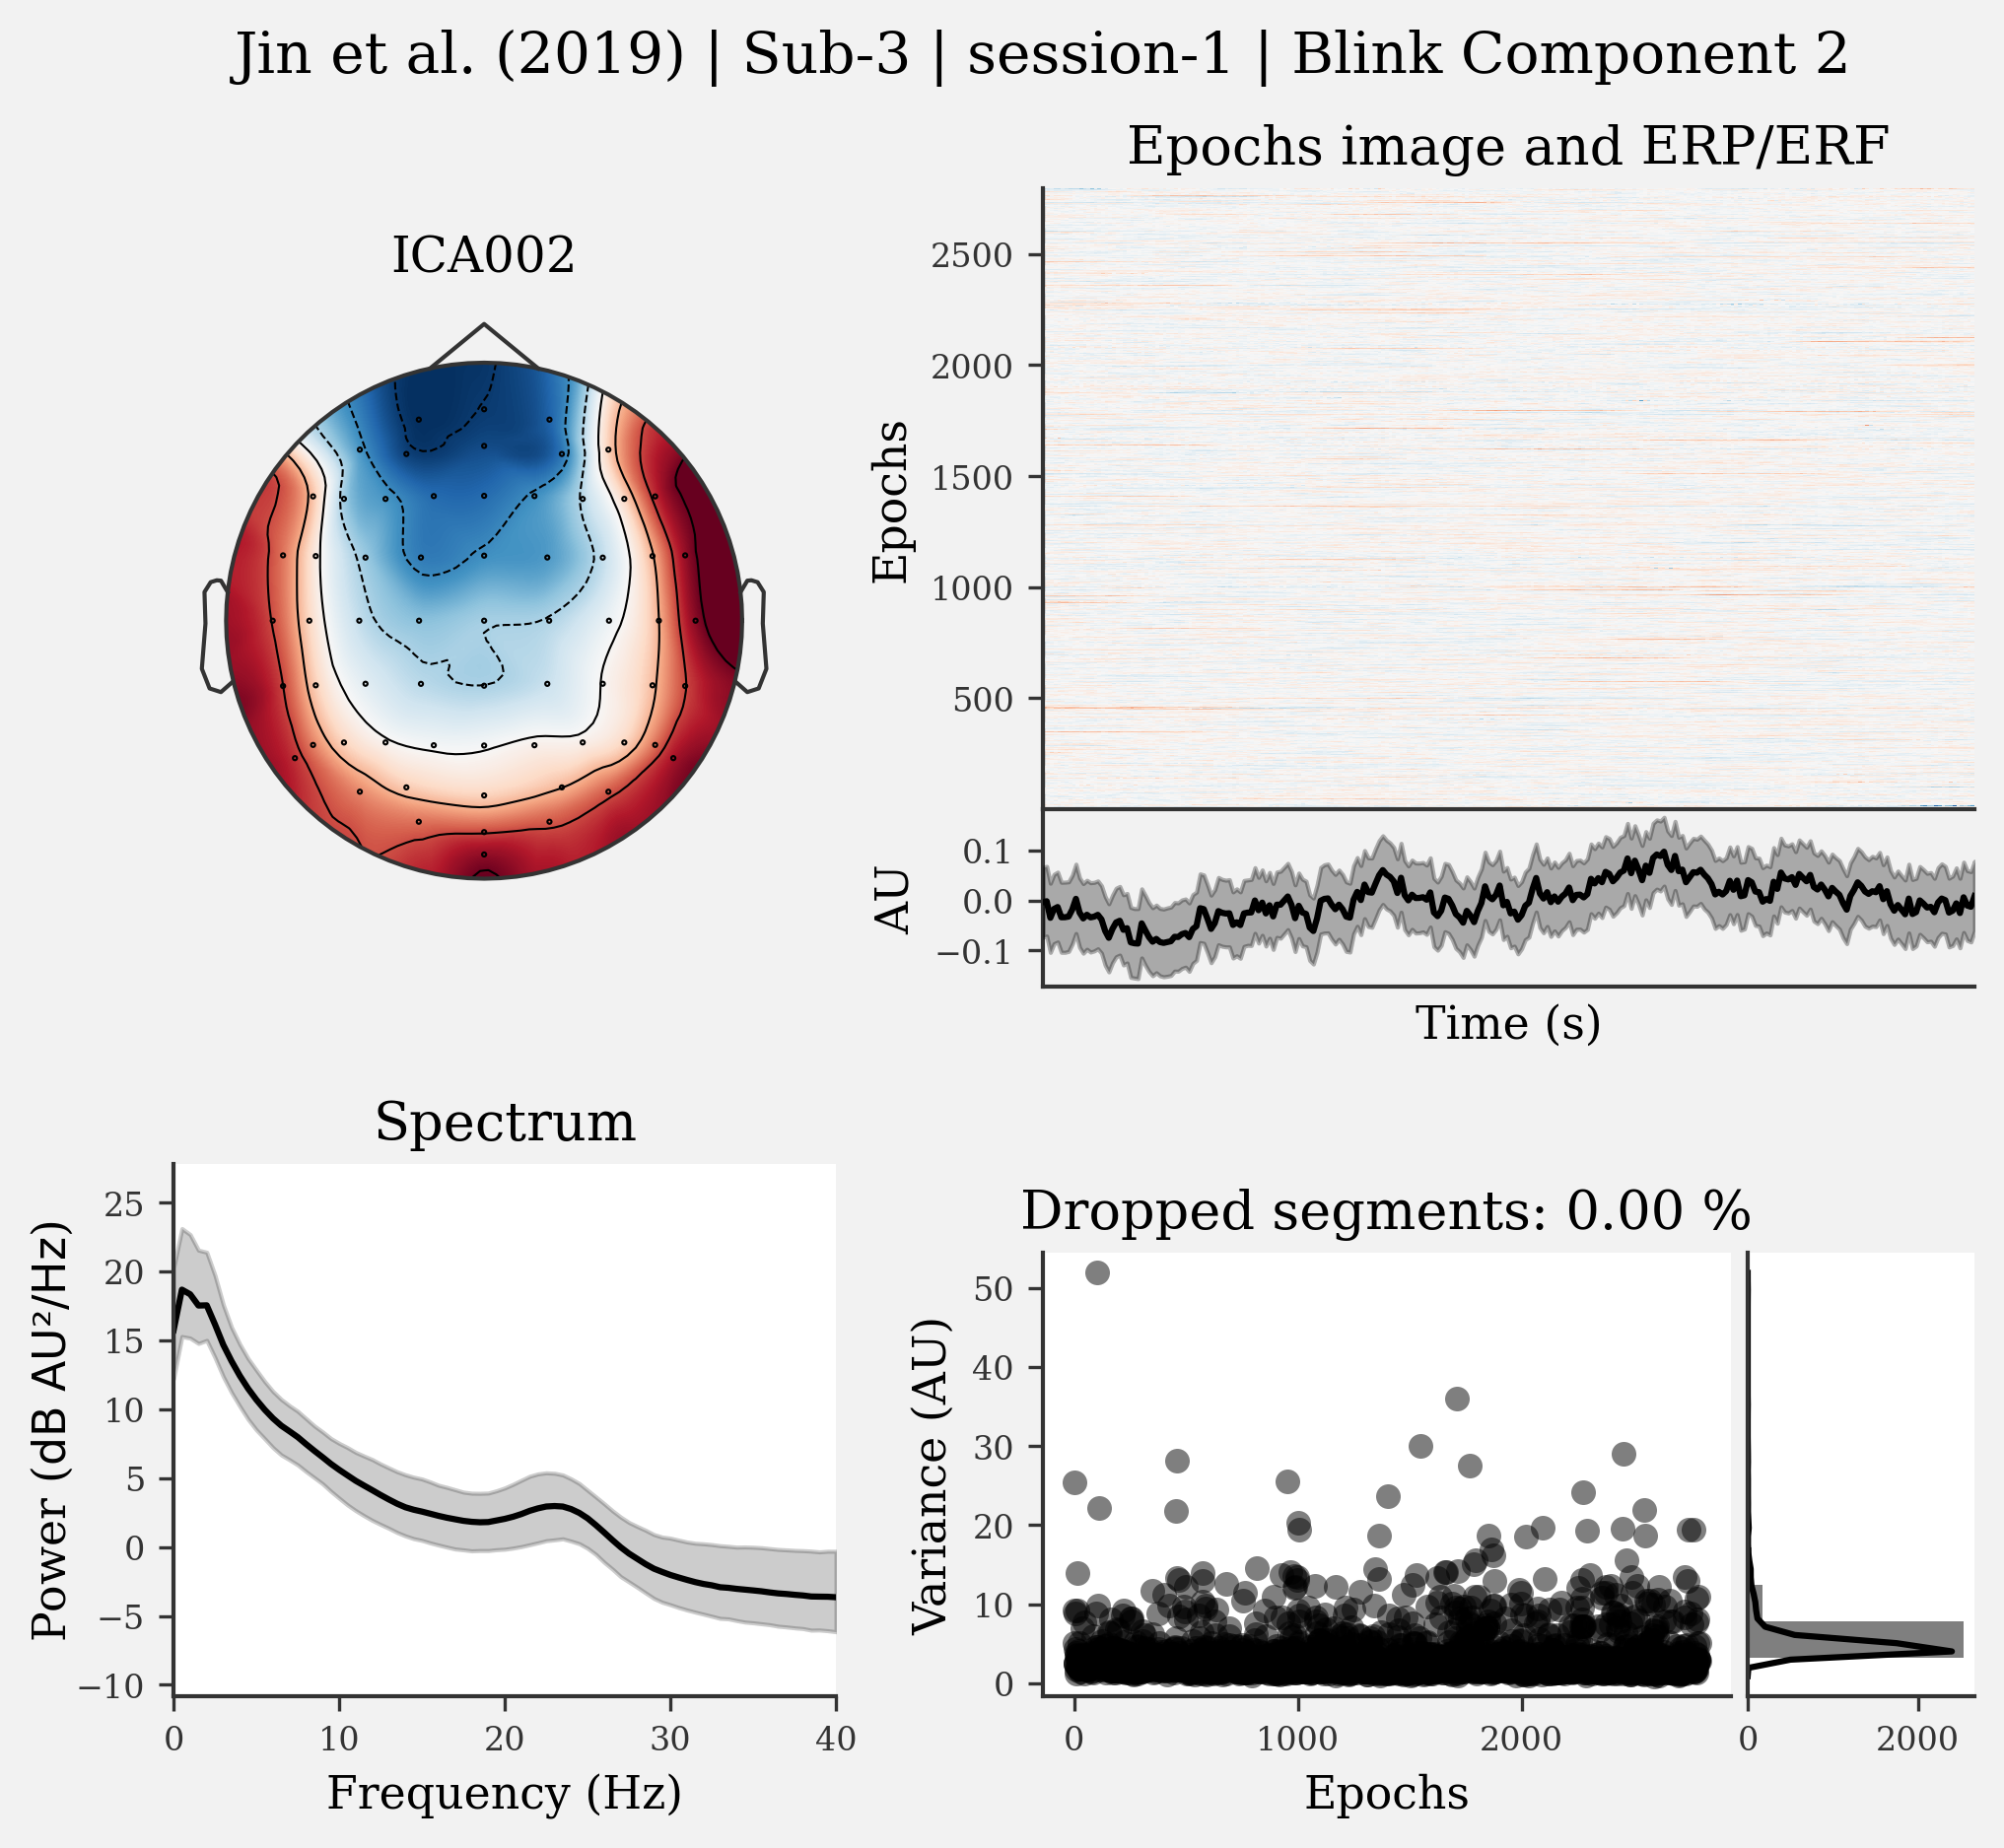 Jin et al. (2019) | Sub-3 | session-1 | Blink Component 2
ICA002
Epochs image and ERP/ERF
Epochs
2500
2000
1500
1000
500
AU
0.1
0.0
−0.1
Time (s)
Spectrum
Power (dB AU²/Hz)
25
20
15
10
5
0
−5
−10
0 10 20 30 40
Frequency (Hz)
Dropped segments: 0.00 %
Variance (AU)
50
40
30
20
10
0
0 1000 2000
Epochs
0 2000